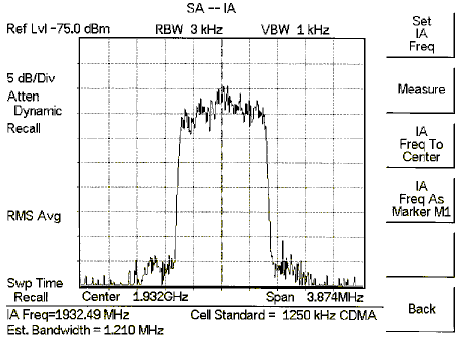 SA -- IA
Ref Lvl -75.0 dBm RBW 3 kHz VBW 1 kHz
5 dB/Div
Atten
Dynamic
Recall
RMS Avg
Swp Time
Recall
Center 1.932GHz Span 3.874MHz
IA Freq=1932.49 MHz Cell Standard = 1250 kHz CDMA
Est. Bandwidth = 1.210 MHz
Set
IA
Freq
Measure
IA
Freq To
Center
IA
Freq As
Marker M1
Back